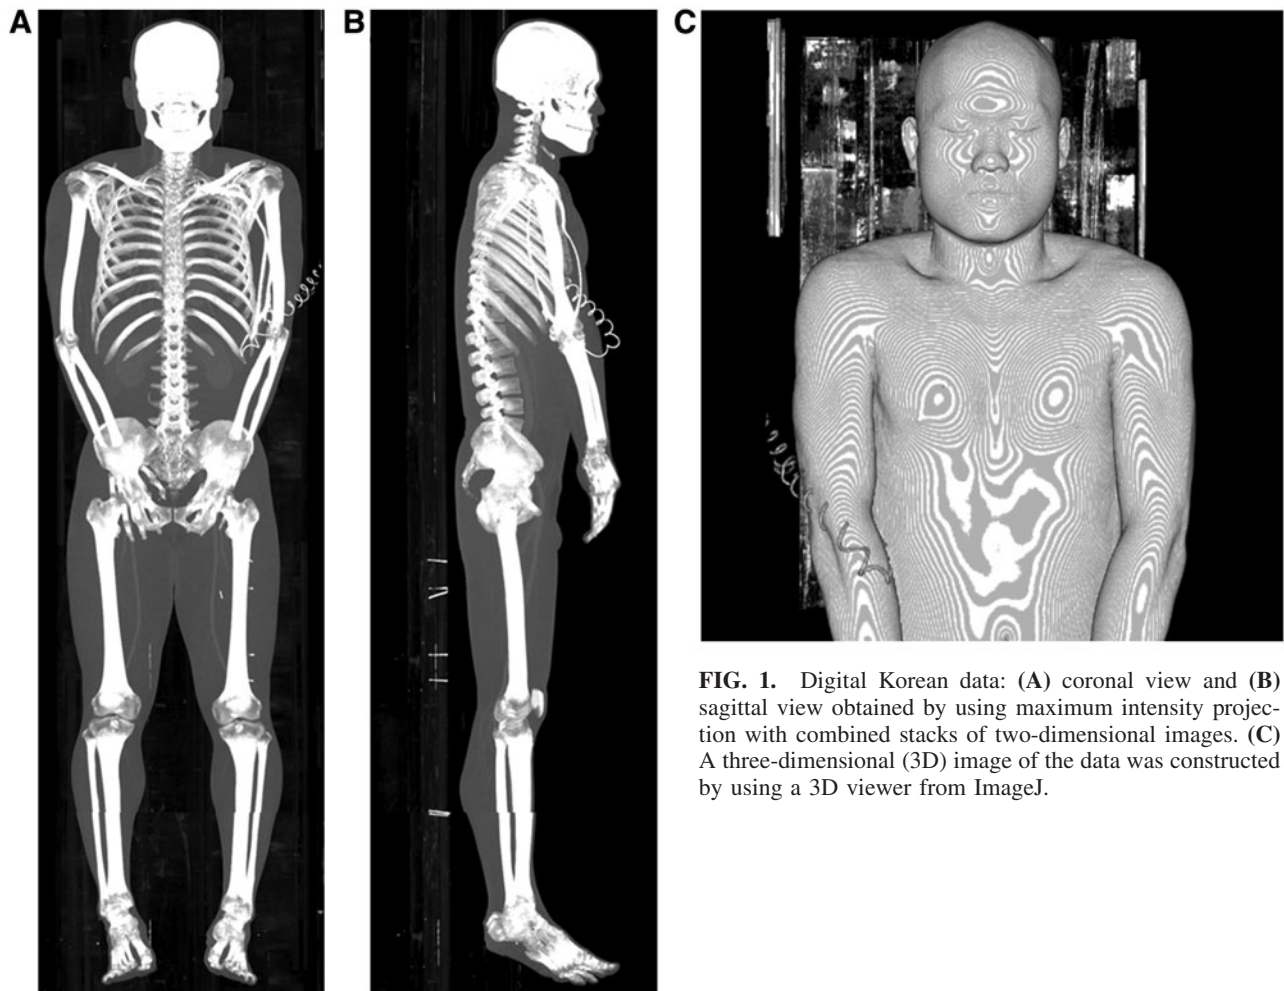 A
B
C
FIG. 1. Digital Korean data: (A) coronal view and (B)
sagittal view obtained by using maximum intensity projec-
tion with combined stacks of two-dimensional images. (C)
A three-dimensional (3D) image of the data was constructed
by using a 3D viewer from ImageJ.